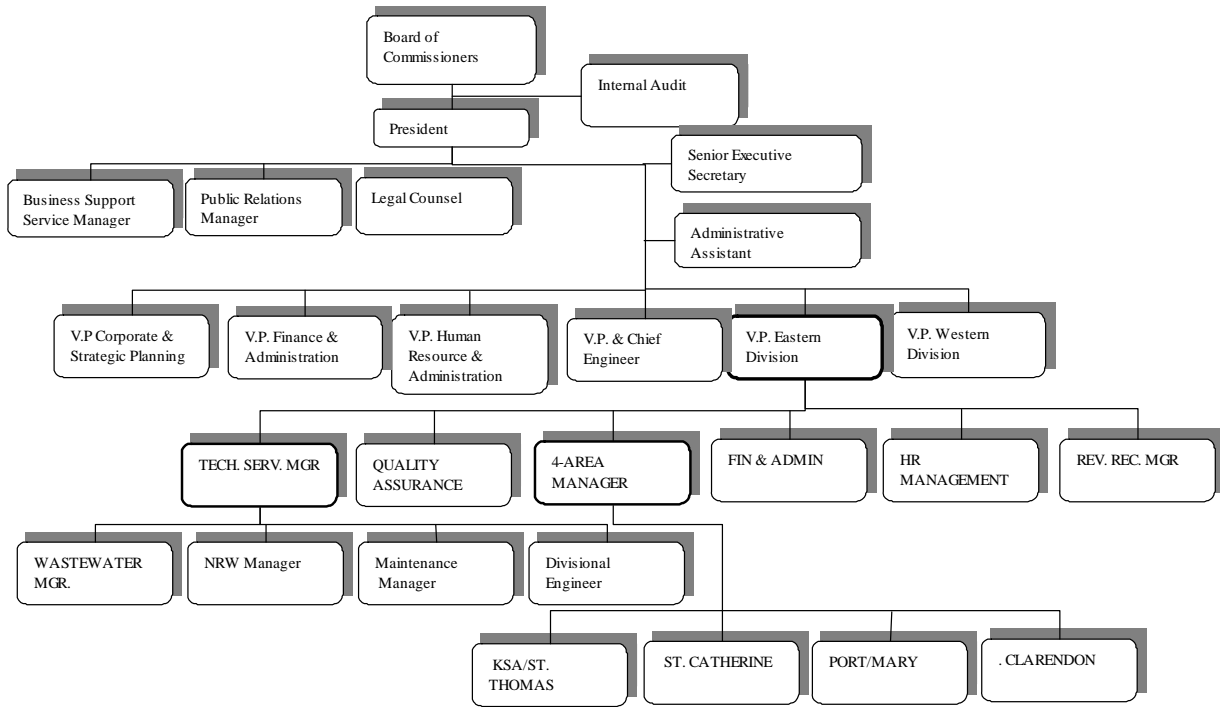 Board of
Commissioners
Internal Audit
President
Senior Executive
Secretary
Business Support
Service Manager
Public Relations
Manager
Legal Counsel
Administrative
Assistant
V.P Corporate &
Strategic Planning
V.P. Finance &
Administration
V.P. Human
Resource &
Administration
V.P. & Chief
Engineer
V.P. Eastern
Division
V.P. Western
Division
TECH. SERV. MGR
QUALITY
ASSURANCE
4-AREA
MANAGER
FIN & ADMIN
HR
MANAGEMENT
REV. REC. MGR
WASTEWATER
MGR.
NRW Manager
Maintenance
Manager
Divisional
Engineer
KSA/ST.
THOMAS
ST. CATHERINE
PORT/MARY
. CLARENDON